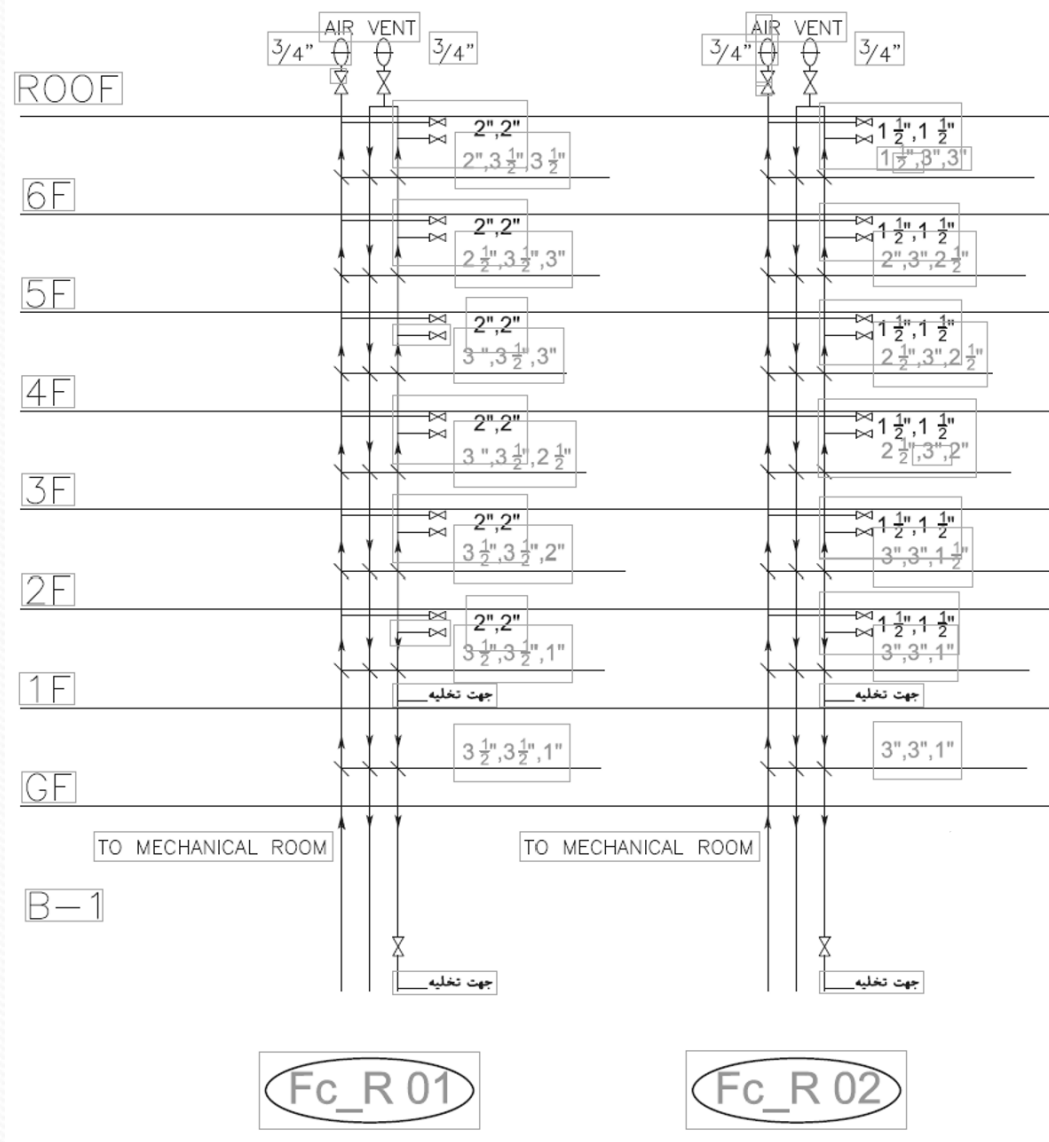 AIR VENT
AIR VENT
3/4"
3/4"
3/4"
3/4"
ROOF
2",2"
1 1/2",1 1/2"
2",3 1/2",3 1/2"
1 1/2",3",3"
6F
2",2"
1 1/2",1 1/2"
2 1/2",3 1/2",3"
2",3",2 1/2"
5F
2",2"
1 1/2",1 1/2"
3 ",3 1/2",3"
2 1/2",3",2 1/2"
4F
2",2"
1 1/2",1 1/2"
3 ",3 1/2",2 1/2"
2 1/2",3",2"
3F
2",2"
1 1/2",1 1/2"
3 1/2",3 1/2",2"
3",3",1 1/2"
2F
2",2"
1 1/2",1 1/2"
3 1/2",3 1/2",1"
3",3",1"
1F
جهت تخلیه
جهت تخلیه
3 1/2",3 1/2",1"
3",3",1"
GF
TO MECHANICAL ROOM
TO MECHANICAL ROOM
B-1
جهت تخلیه
جهت تخلیه
Fc_R 01
Fc_R 02